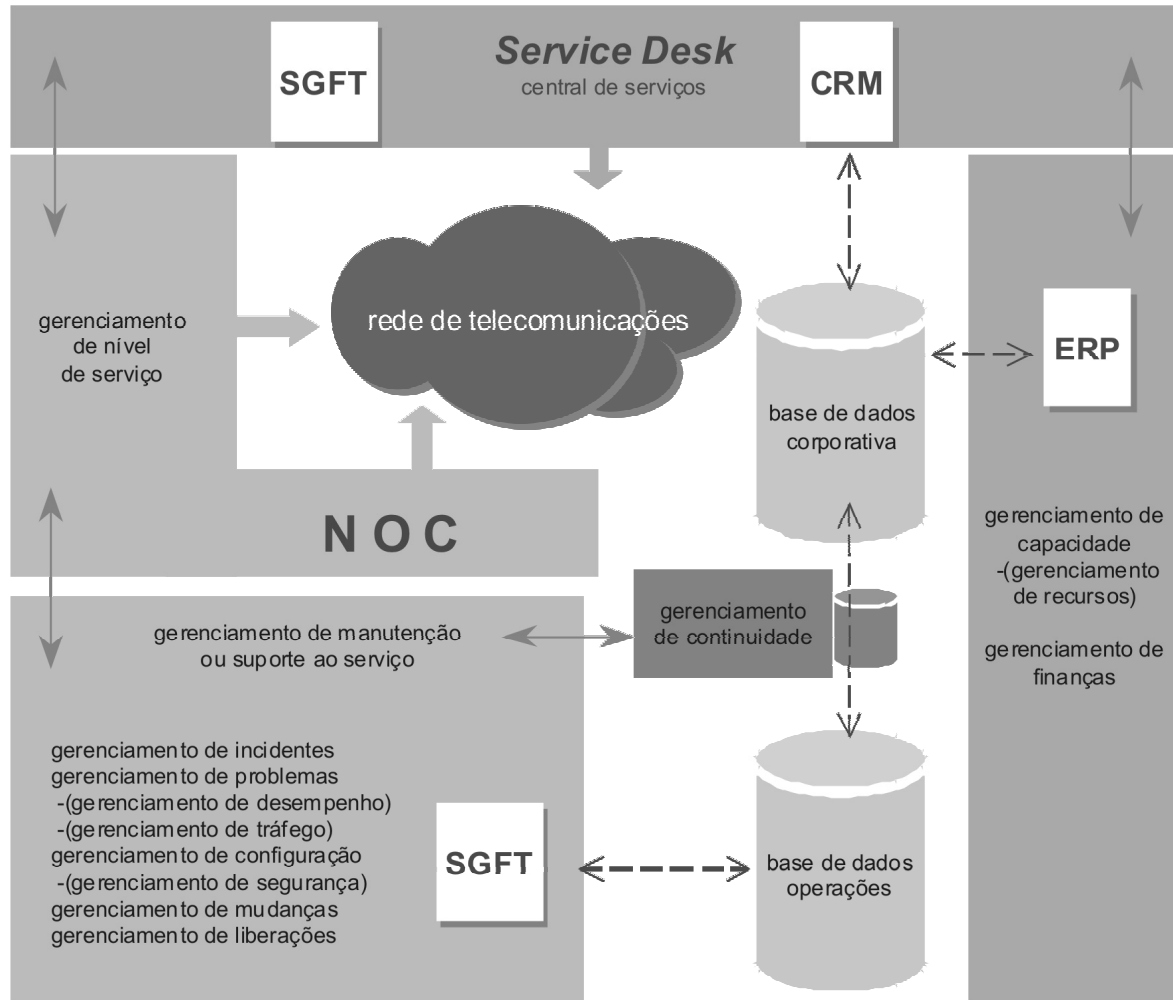 Service Desk
central de serviços
SGFT
CRM
gerenciamento
de nível
de serviço
rede de telecomunicações
base de dados
corporativa
ERP
N O C
gerenciamento de
capacidade
-(gerenciamento
de recursos)
gerenciamento de
finanças
gerenciamento de manutenção
ou suporte ao serviço
gerenciamento
de continuidade
gerenciamento de incidentes
gerenciamento de problemas
-(gerenciamento de desempenho)
-(gerenciamento de tráfego)
gerenciamento de configuração
-(gerenciamento de segurança)
gerenciamento de mudanças
gerenciamento de liberações
SGFT
base de dados
operações